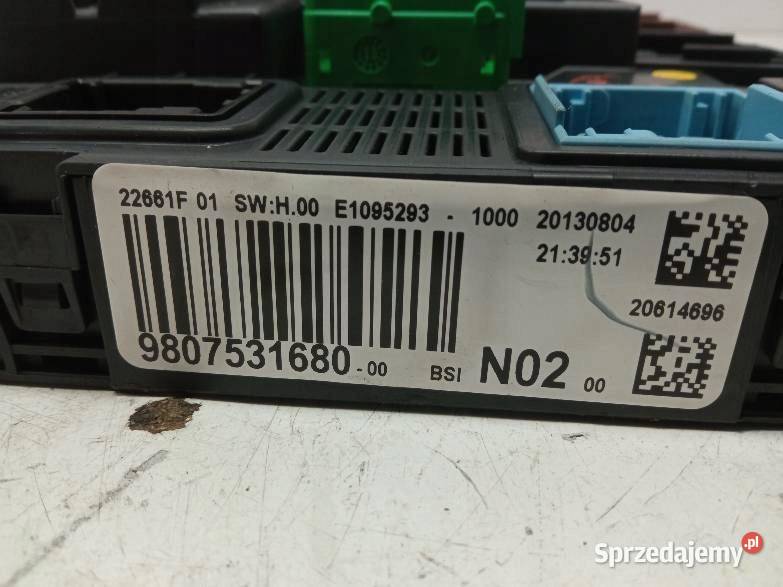 22661F 01 SW:H.00 E1095293 - 1000 20130804
21:39:51
20614696
9807531680-00 BSI N02 00
Sprzedajemy.pl